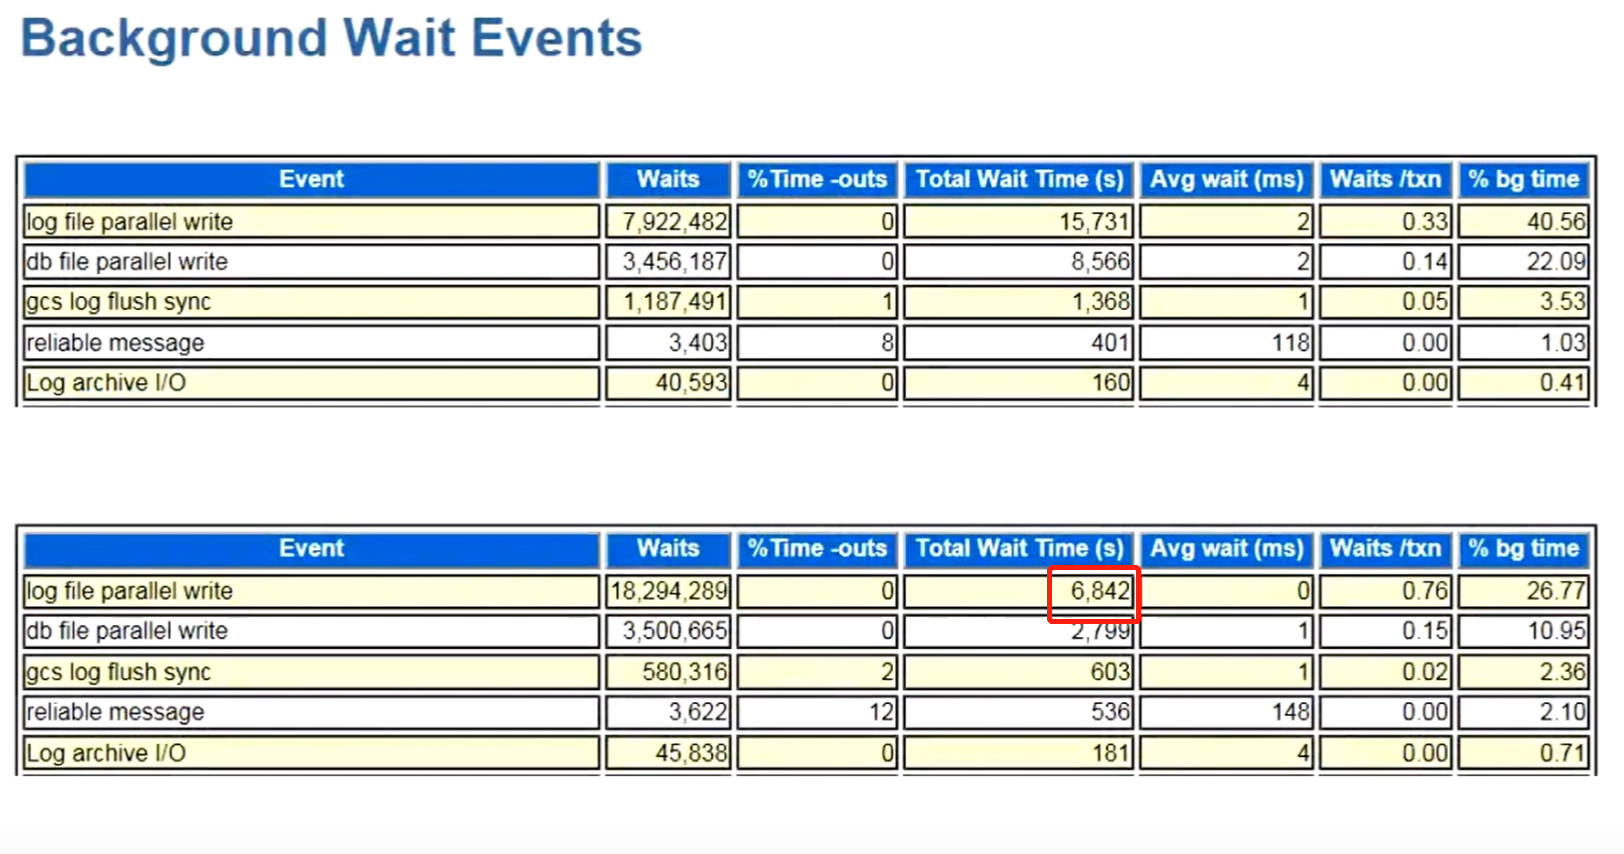 Background Wait Events
Event Waits %Time -outs Total Wait Time (s) Avg wait (ms) Waits /txn % bg time
log file parallel write 7,922,482 0 15,731 2 0.33 40.56
db file parallel write 3,456,187 0 8,566 2 0.14 22.09
gcs log flush sync 1,187,491 1 1,368 1 0.05 3.53
reliable message 3,403 8 401 118 0.00 1.03
Log archive I/O 40,593 0 160 4 0.00 0.41
Event Waits %Time -outs Total Wait Time (s) Avg wait (ms) Waits /txn % bg time
log file parallel write 18,294,289 0 6,842 0 0.76 26.77
db file parallel write 3,500,665 0 2,799 1 0.15 10.95
gcs log flush sync 580,316 2 603 1 0.02 2.36
reliable message 3,622 12 536 148 0.00 2.10
Log archive I/O 45,838 0 181 4 0.00 0.71